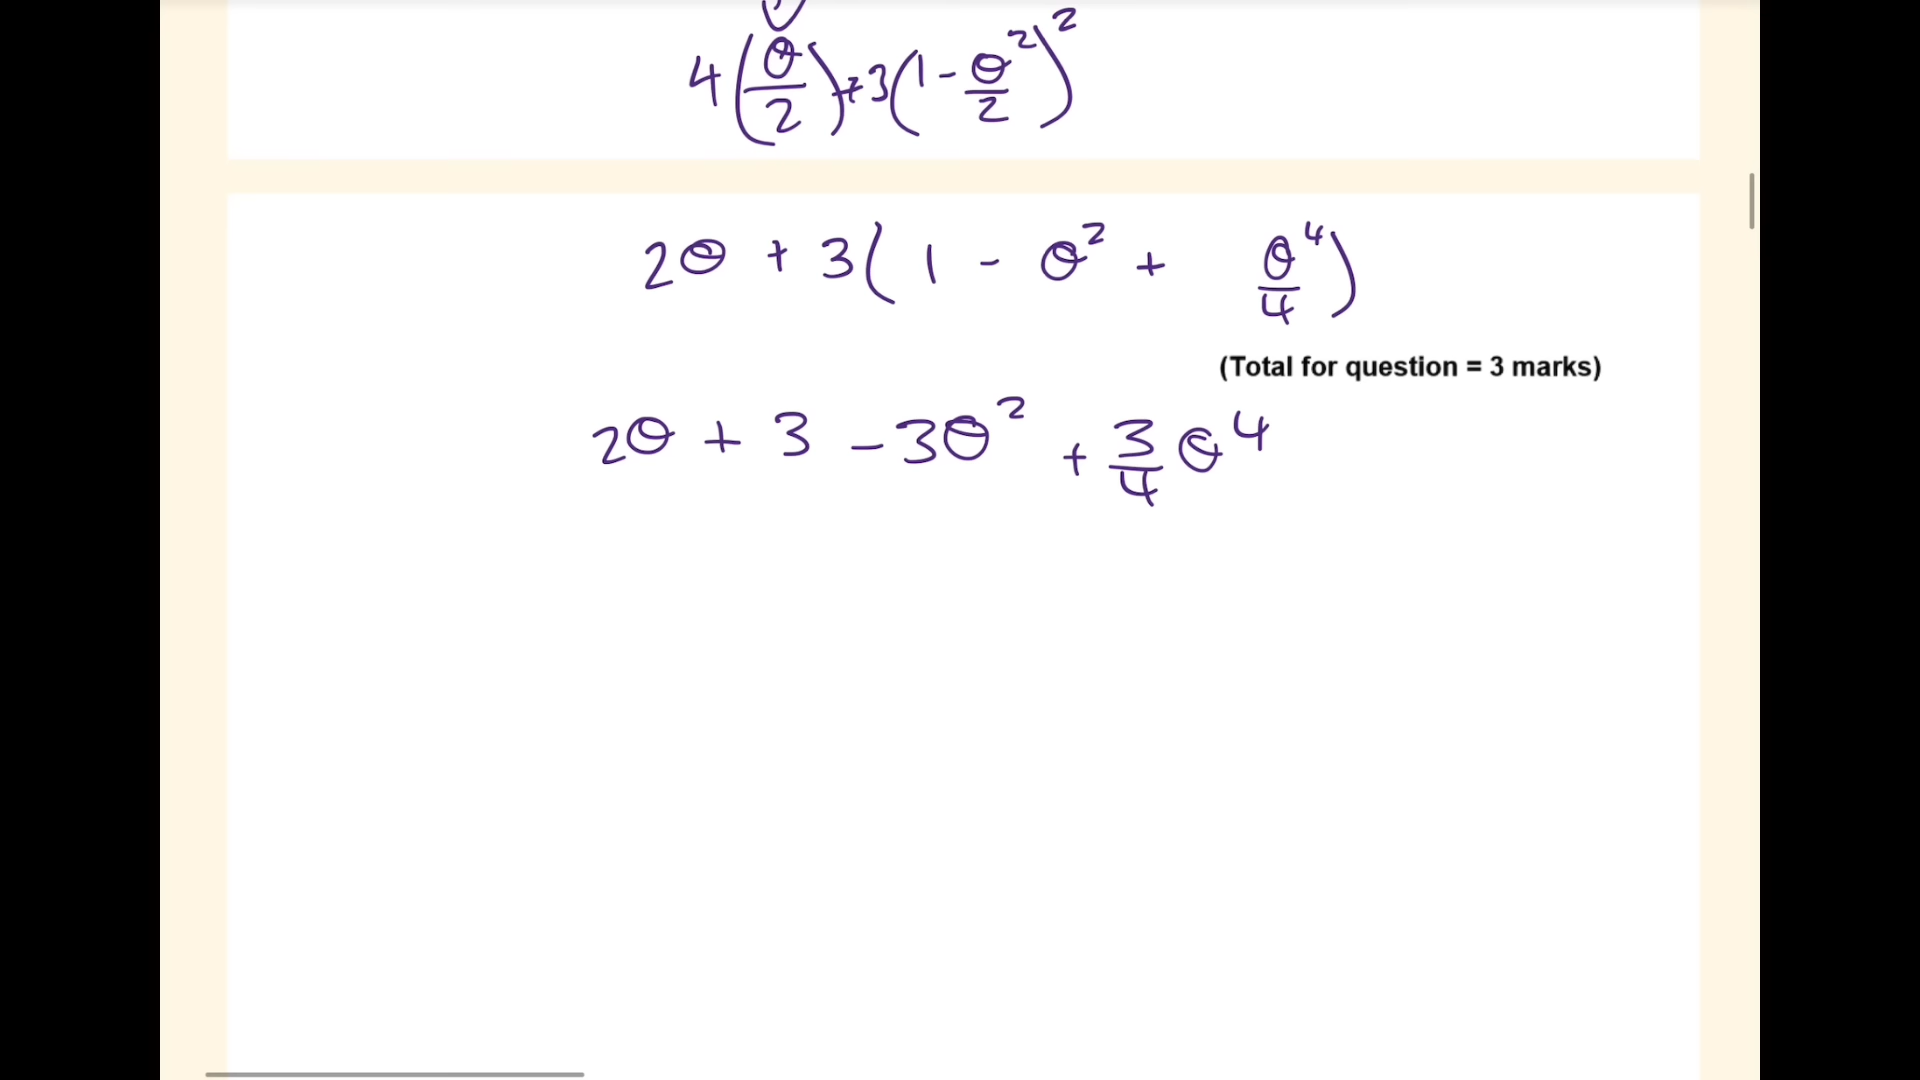 4(θ/2)+3(1-θ²/2)²
2θ + 3(1 - θ² + θ⁴/4)
(Total for question = 3 marks)
2θ + 3 - 3θ² + 3/4 θ⁴